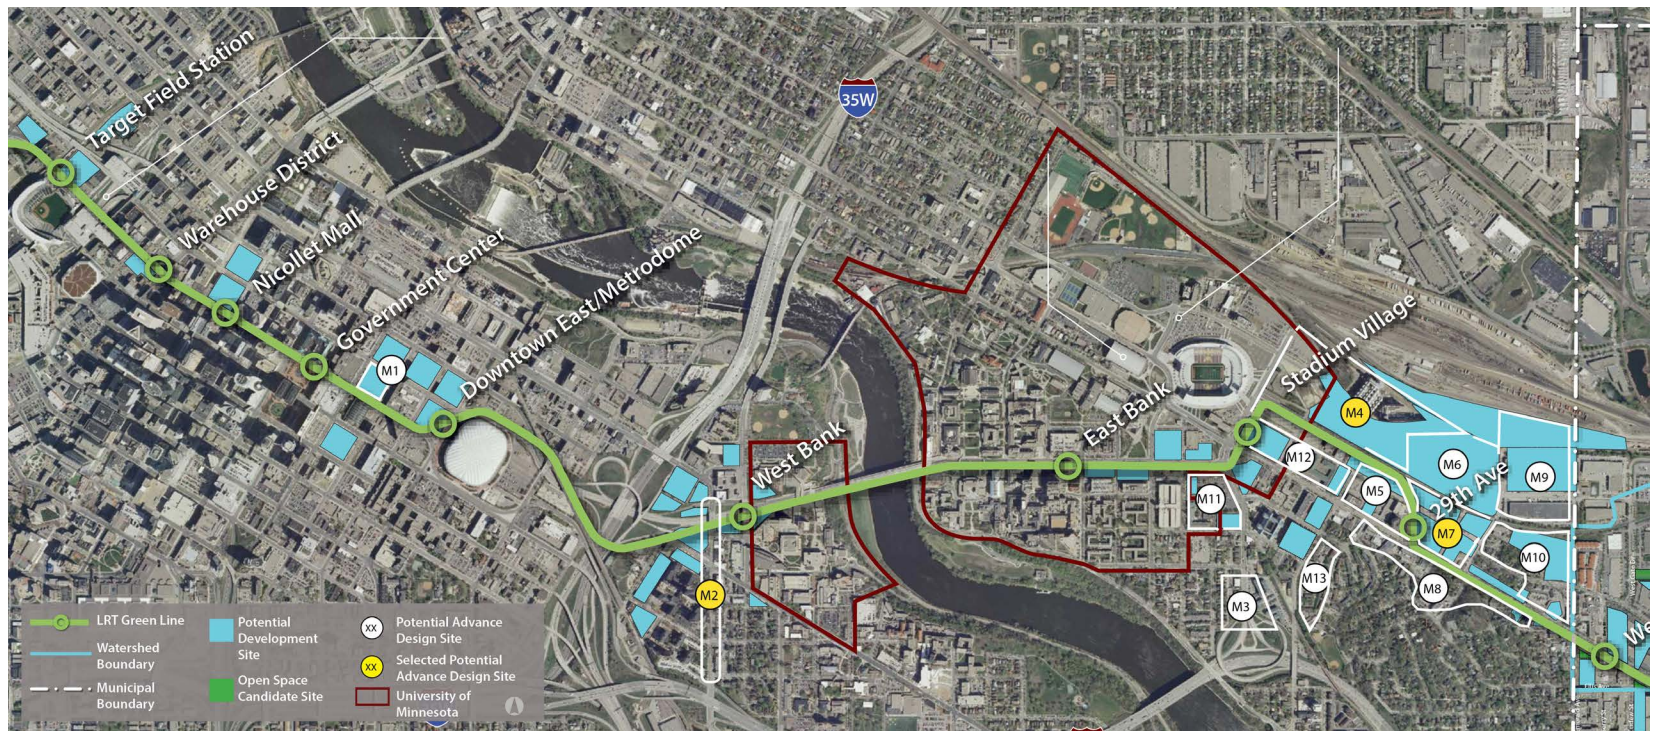 Target Field Station
Warehouse District
Nicollet Mall
Government Center
Downtown East/Metrodome
West Bank
East Bank
Stadium Village
29th Ave
35W
M1
M2
M3
M4
M5
M6
M7
M8
M9
M10
M11
M12
M13
LRT Green Line
Watershed
Boundary
Municipal
Boundary
Potential
Development
Site
Open Space
Candidate Site
XX
Potential Advance
Design Site
XX
Selected Potential
Advance Design Site
University of
Minnesota